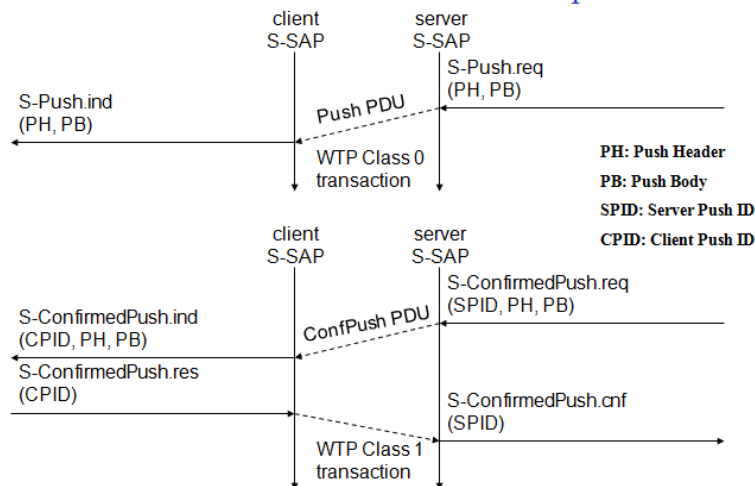 client
S-SAP
server
S-SAP
S-Push.req
(PH, PB)
S-Push.ind
(PH, PB)
Push PDU
WTP Class 0
transaction
PH: Push Header
PB: Push Body
SPID: Server Push ID
CPID: Client Push ID
client
S-SAP
server
S-SAP
S-ConfirmedPush.req
(SPID, PH, PB)
S-ConfirmedPush.ind
(CPID, PH, PB)
ConfPush PDU
S-ConfirmedPush.res
(CPID)
S-ConfirmedPush.cnf
(SPID)
WTP Class 1
transaction